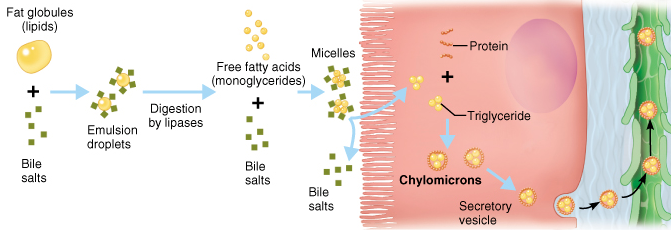 Fat globules
(lipids)
+
Bile
salts
Emulsion
droplets
Digestion
by lipases
Free fatty acids
(monoglycerides)
+
Bile
salts
Micelles
Bile
salts
Protein
+
Triglyceride
Chylomicrons
Secretory
vesicle